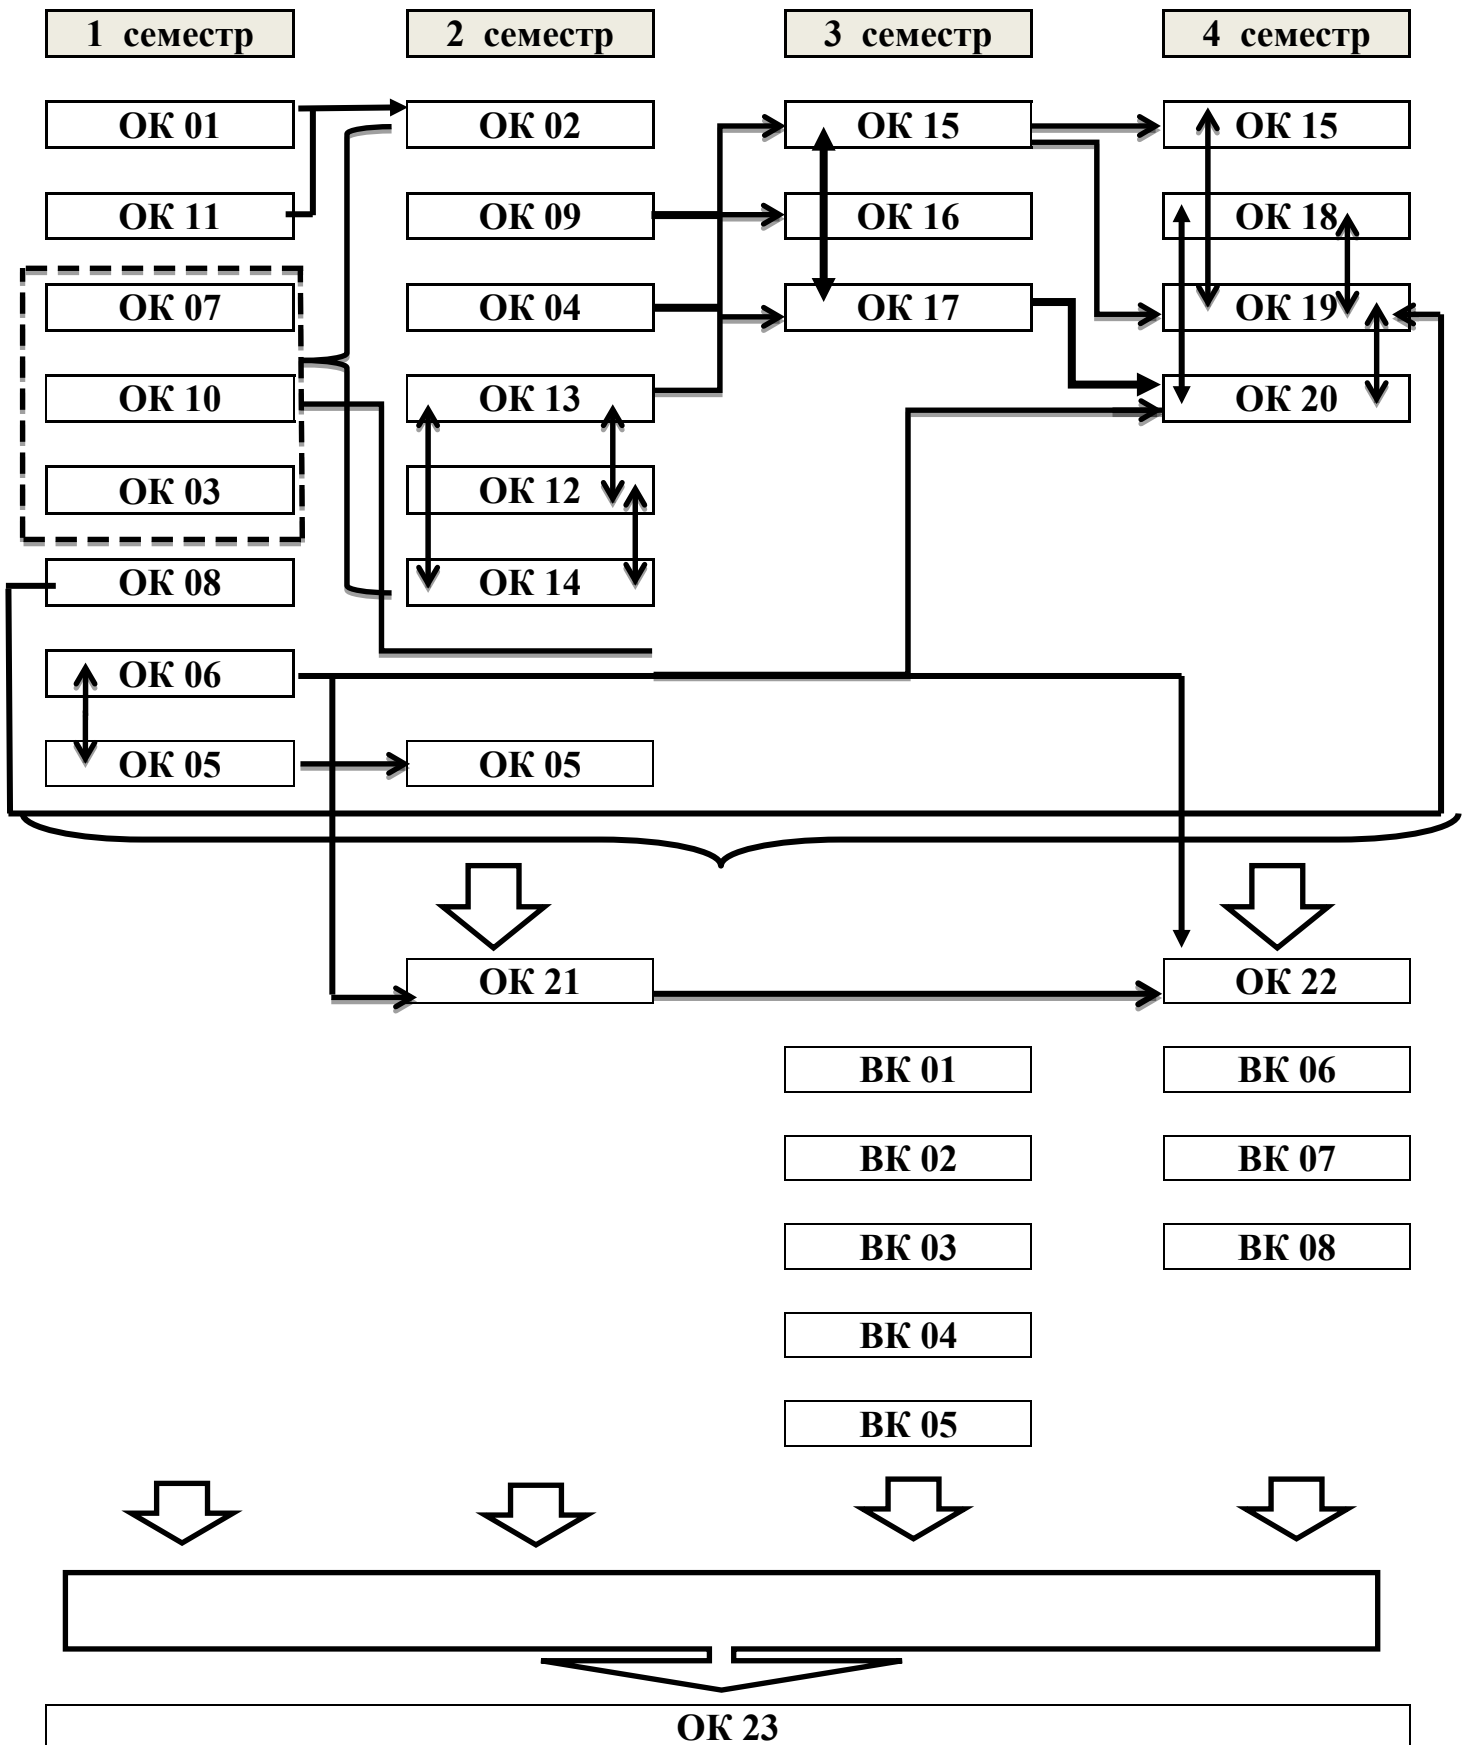 1 семестр 2 семестр 3 семестр 4 семестр
ОК 01 ОК 02 ОК 15 ОК 15
ОК 11 ОК 09 ОК 16 ОК 18
ОК 07 ОК 04 ОК 17 ОК 19
ОК 10 ОК 13 ОК 20
ОК 03 ОК 12
ОК 08 ОК 14
ОК 06
ОК 05 ОК 05
ОК 21 ОК 22
ВК 01 ВК 06
ВК 02 ВК 07
ВК 03 ВК 08
ВК 04
ВК 05
ОК 23